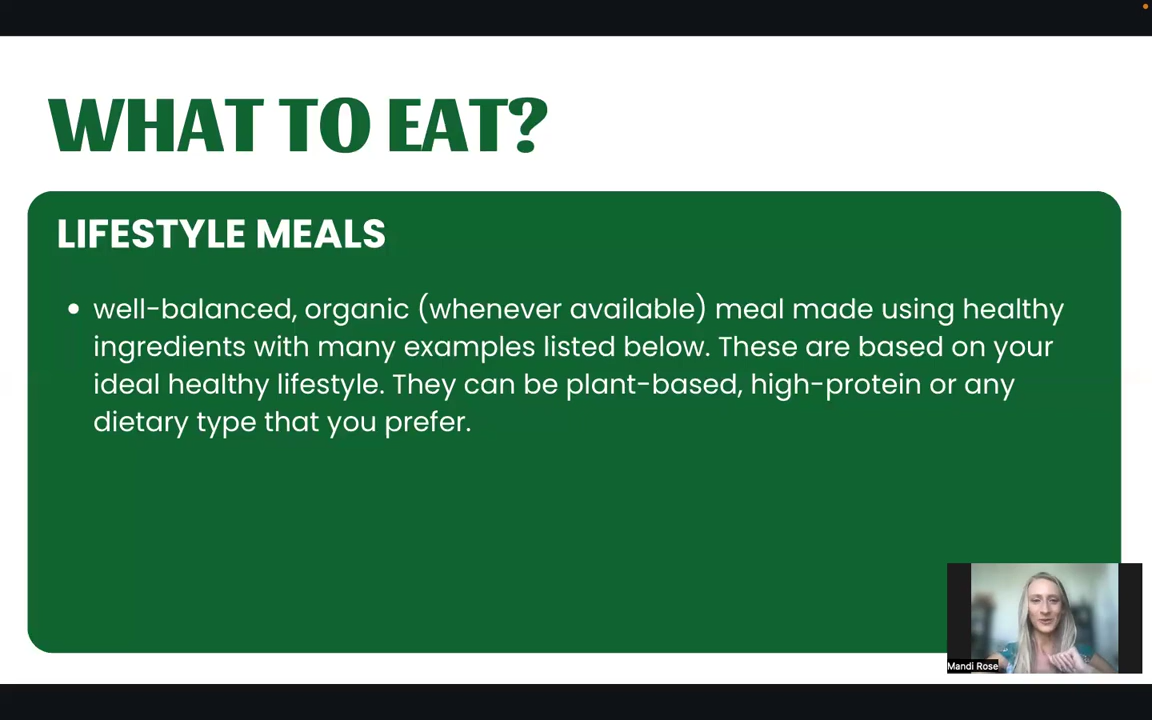 WHAT TO EAT?
LIFESTYLE MEALS
• well-balanced, organic (whenever available) meal made using healthy
ingredients with many examples listed below. These are based on your
ideal healthy lifestyle. They can be plant-based, high-protein or any
dietary type that you prefer.
Mandi Rose